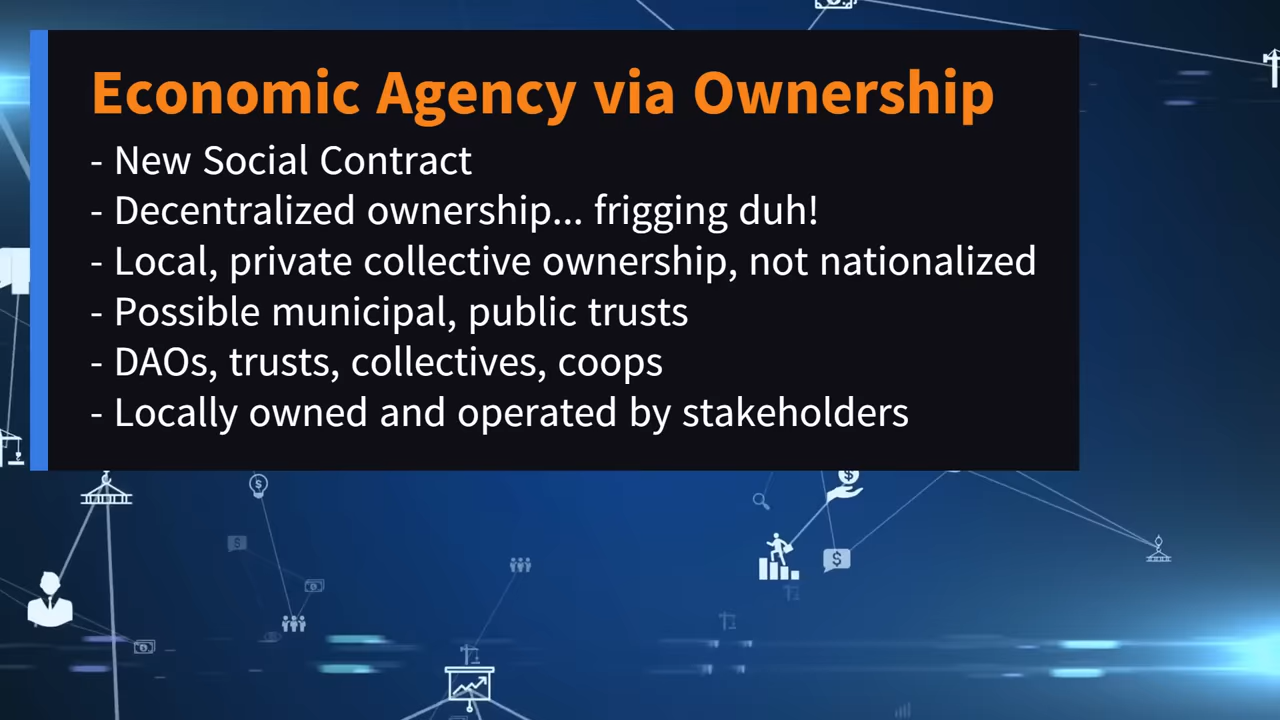 Economic Agency via Ownership
- New Social Contract
- Decentralized ownership... frigging duh!
- Local, private collective ownership, not nationalized
- Possible municipal, public trusts
- DAOs, trusts, collectives, coops
- Locally owned and operated by stakeholders